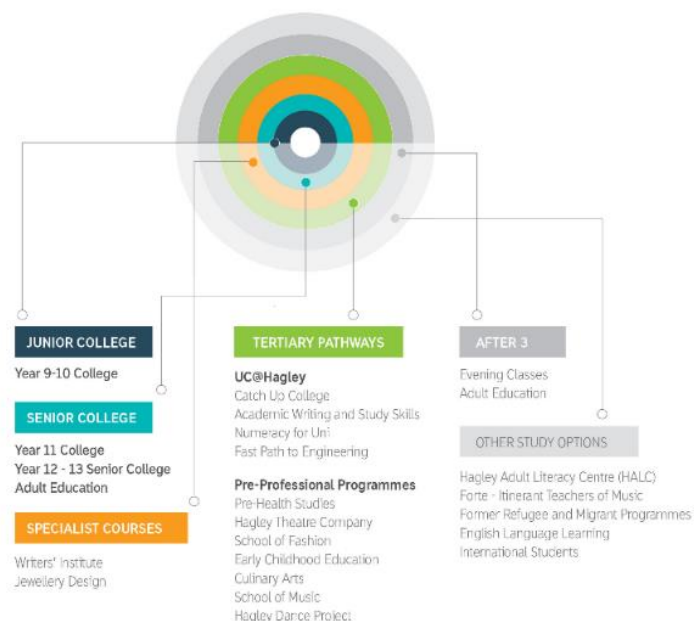 JUNIOR COLLEGE
Year 9-10 College
SENIOR COLLEGE
Year 11 College
Year 12 - 13 Senior College
Adult Education
SPECIALIST COURSES
Writers' Institute
Jewellery Design
TERTIARY PATHWAYS
UC@Hagley
Catch Up College
Academic Writing and Study Skills
Numeracy for Uni
Fast Path to Engineering
Pre-Professional Programmes
Pre-Health Studies
Hagley Theatre Company
School of Fashion
Early Childhood Education
Culinary Arts
School of Music
Hagley Dance Project
AFTER 3
Evening Classes
Adult Education
OTHER STUDY OPTIONS
Hagley Adult Literacy Centre (HALC)
Forte - Itinerant Teachers of Music
Former Refugee and Migrant Programmes
English Language Learning
International Students